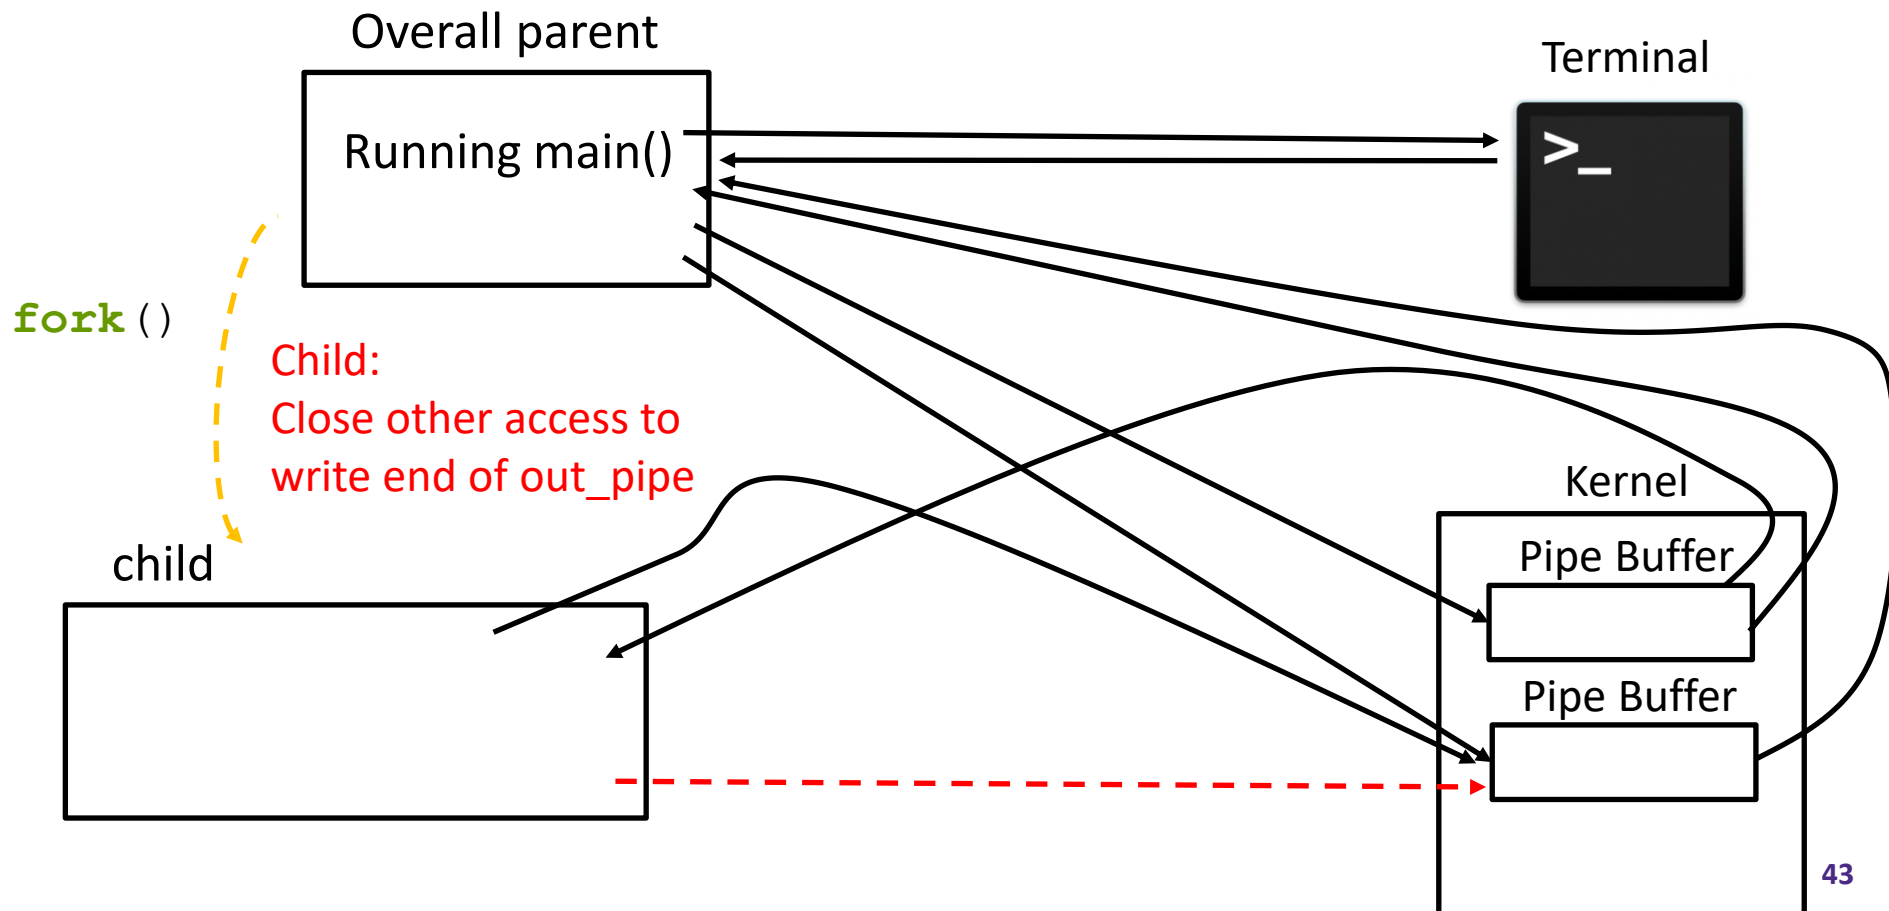 Overall parent
Terminal
Running main()
>_
fork()
Child:
Close other access to
write end of out_pipe
Kernel
child
Pipe Buffer
Pipe Buffer
43